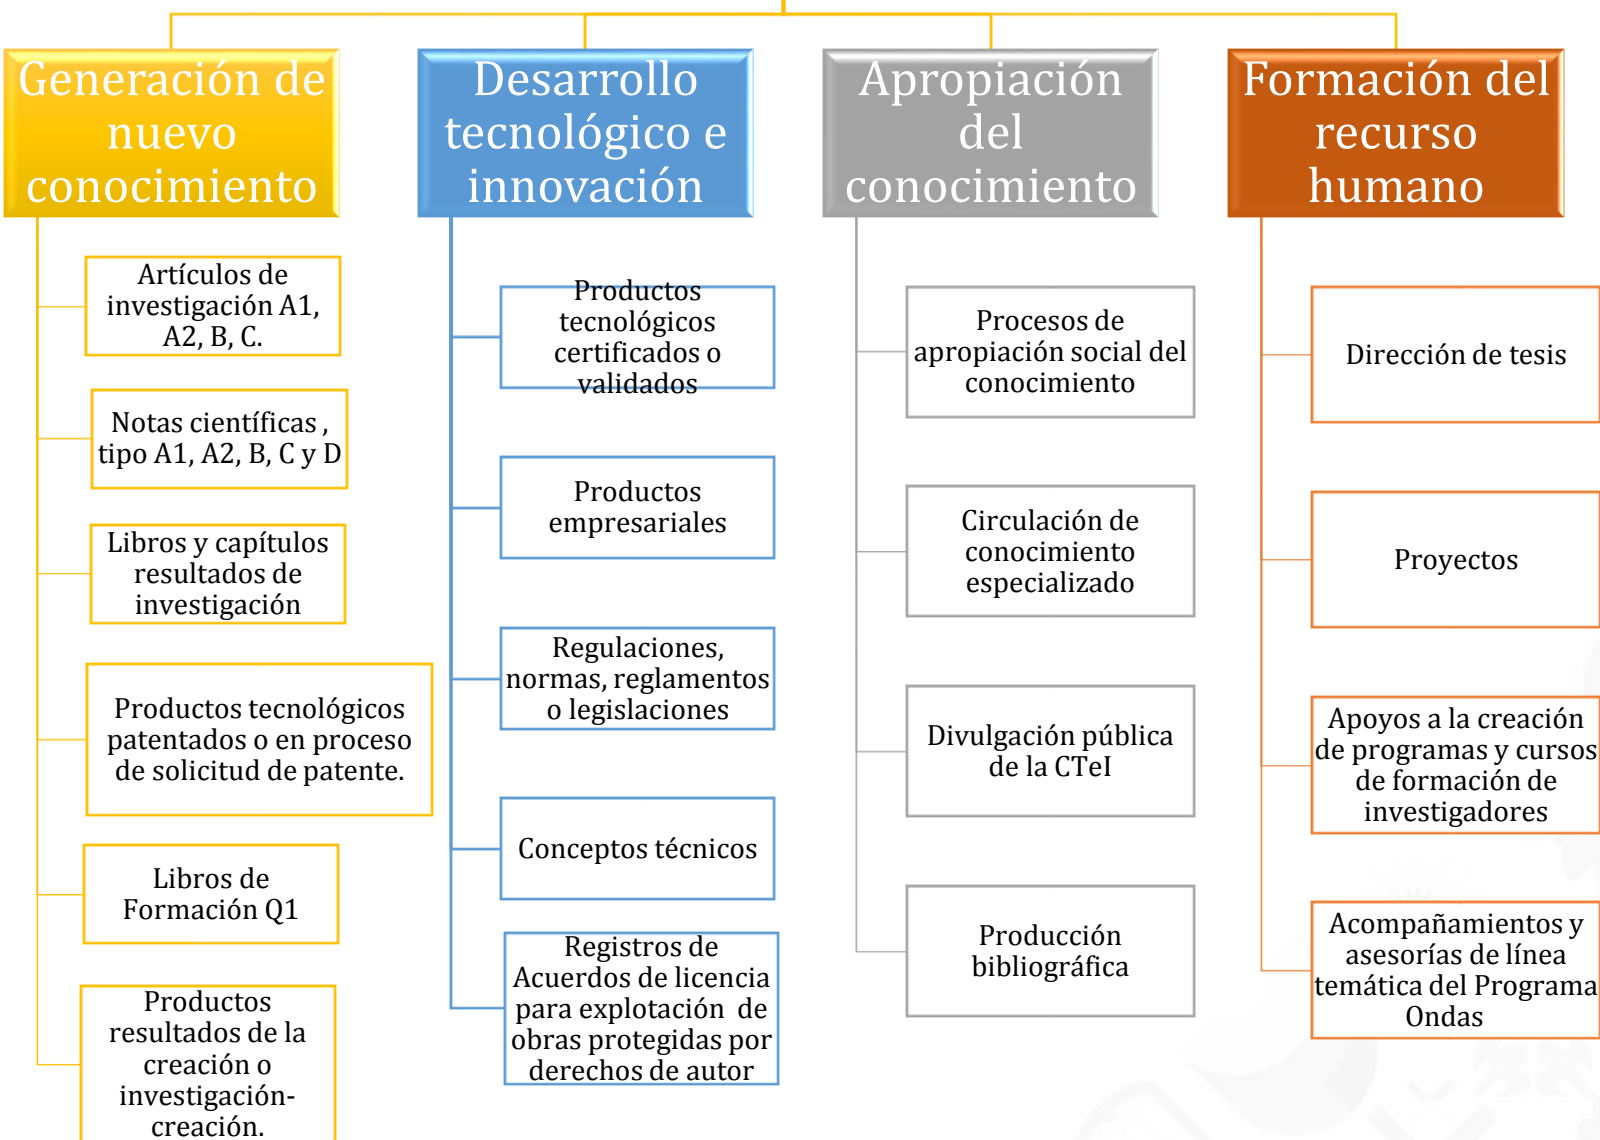 Generación de
nuevo
conocimiento
Artículos de
investigación A1,
A2, B, C.
Notas científicas ,
tipo A1, A2, B, C y D
Libros y capítulos
resultados de
investigación
Productos tecnológicos
patentados o en proceso
de solicitud de patente.
Libros de
Formación Q1
Productos
resultados de la
creación o
investigación-
creación.
Desarrollo
tecnológico e
innovación
Productos
tecnológicos
certificados o
validados
Productos
empresariales
Regulaciones,
normas, reglamentos
o legislaciones
Conceptos técnicos
Registros de
Acuerdos de licencia
para explotación  de
obras protegidas por
derechos de autor
Apropiación
del
conocimiento
Procesos de
apropiación social del
conocimiento
Circulación de
conocimiento
especializado
Divulgación pública
de la CTeI
Producción
bibliográfica
Formación del
recurso
humano
Dirección de tesis
Proyectos
Apoyos a la creación
de programas y cursos
de formación de
investigadores
Acompañamientos y
asesorías de línea
temática del Programa
Ondas